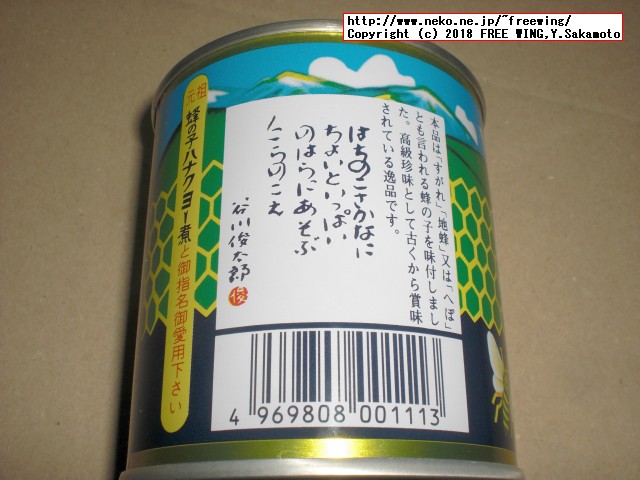 http://www.neko.ne.jp/~freewing/
Copyright (c) 2018 FREE WING,Y.Sakamoto
本品は「すがれ」「地蜂」又は「へぼ」
とも言われる蜂の子を味付しまし
た。高級珍味として古くから賞味
されている逸品です。
はちのこさかなに
ちょいといっぱい
のはらにあそぶ
こころのこえ
谷川俊太郎
俊
元祖 蜂の子ハナクヨー煮と御指名御愛用下さい
4 969808 001113